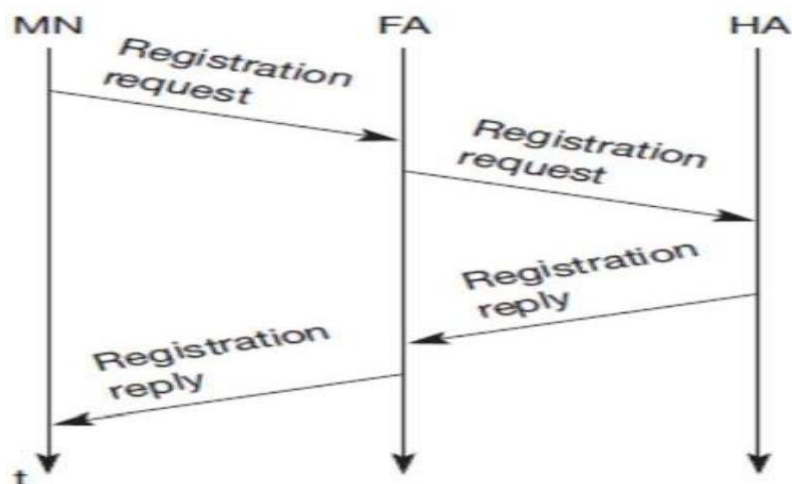 MN FA HA
Registration
request
Registration
request
Registration
reply
Registration
reply
t